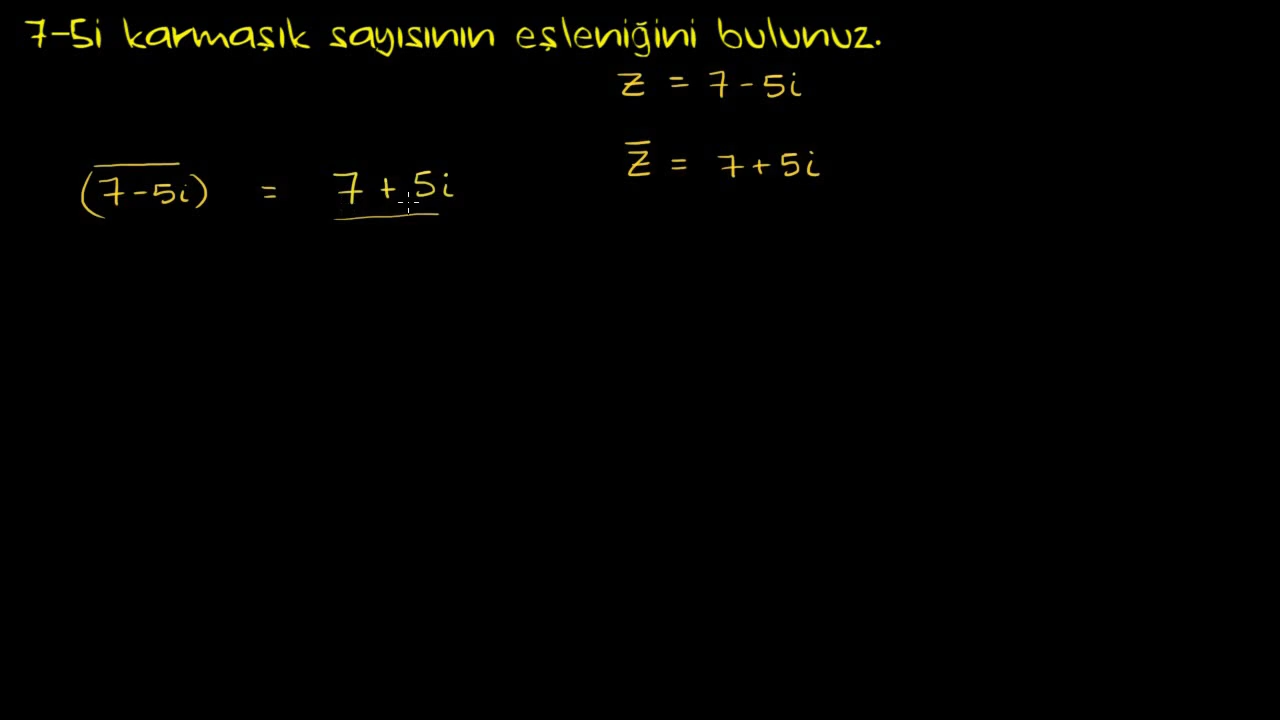 7-5i karmaşık sayısının eşleniğini bulunuz.
z = 7-5i
z̅ = 7+5i
(7-5i)̅ = 7+5i